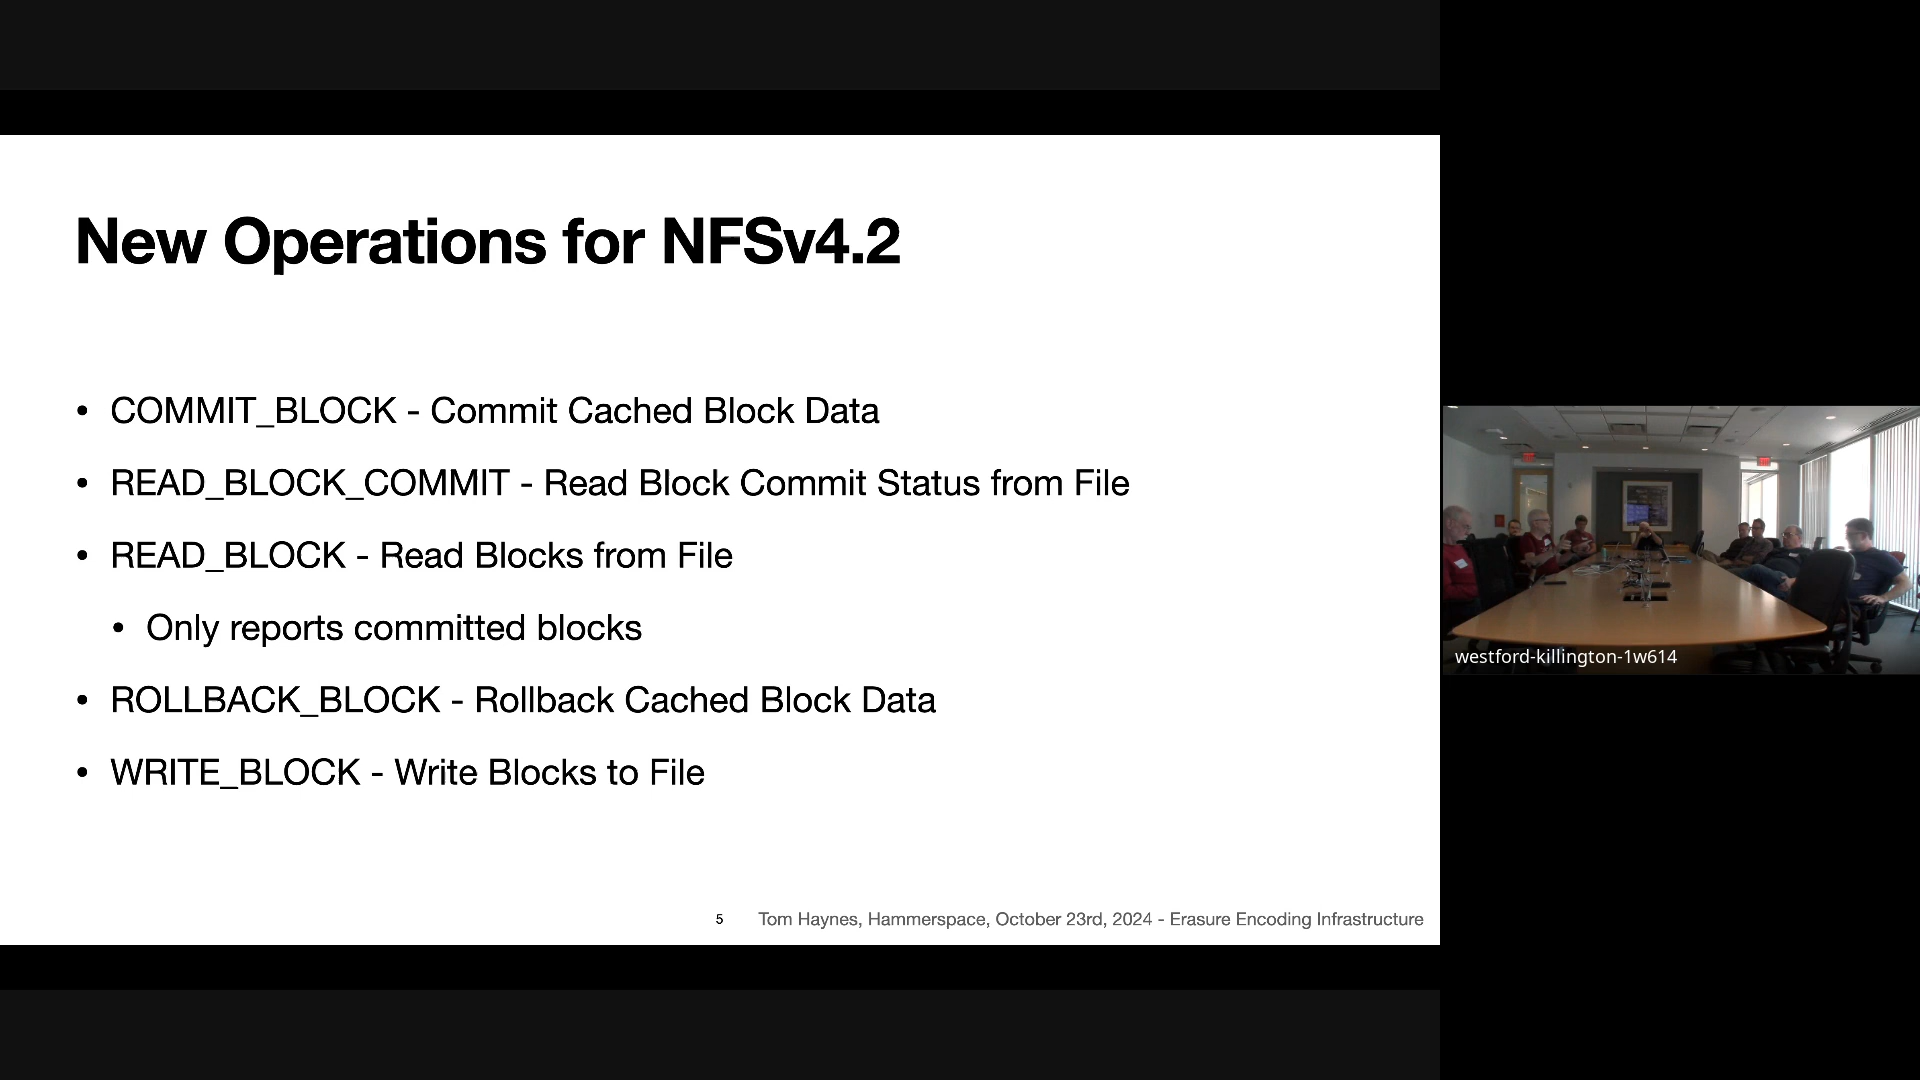 New Operations for NFSv4.2
• COMMIT_BLOCK - Commit Cached Block Data
• READ_BLOCK_COMMIT - Read Block Commit Status from File
• READ_BLOCK - Read Blocks from File
• Only reports committed blocks
• ROLLBACK_BLOCK - Rollback Cached Block Data
• WRITE_BLOCK - Write Blocks to File
5 Tom Haynes, Hammerspace, October 23rd, 2024 - Erasure Encoding Infrastructure
westford-killington-1w614